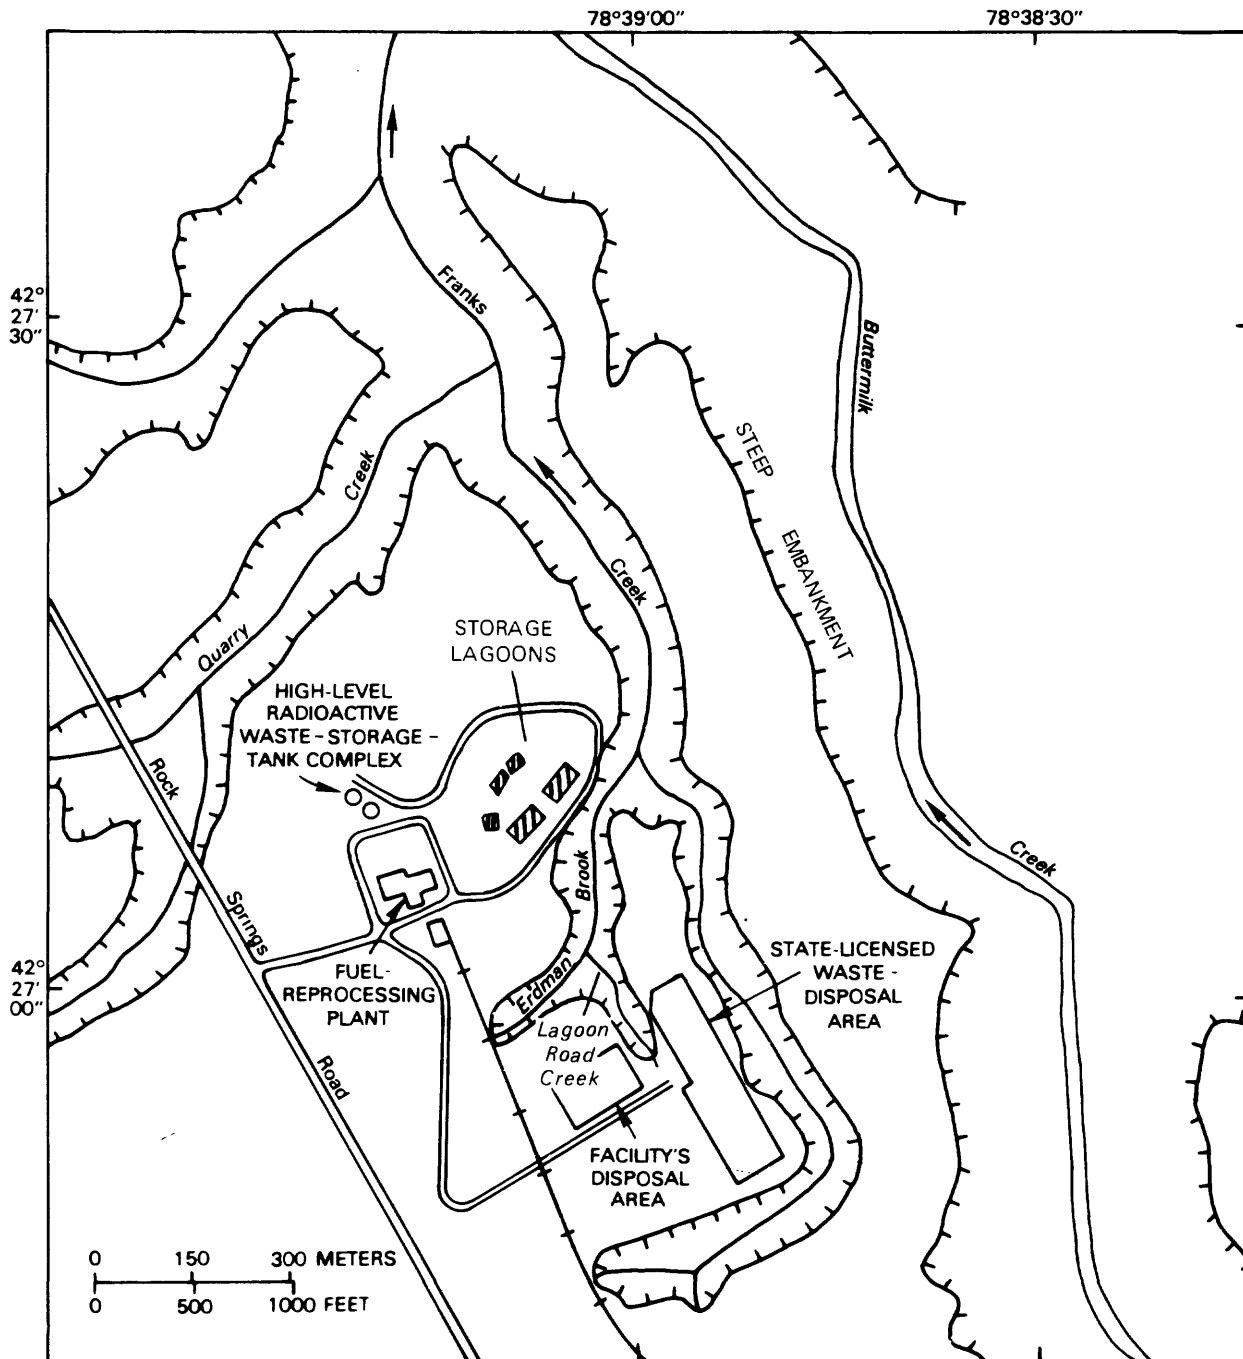 78°39'00"
78°38'30"
42°
27'
30"
Franks
Buttermilk
STEEP
Creek
EMBANKMENT
Creek
Quarry
STORAGE
LAGOONS
HIGH-LEVEL
RADIOACTIVE
WASTE-STORAGE-
TANK COMPLEX
Rock
Creek
Brook
Springs
STATE-LICENSED
WASTE-
DISPOSAL
AREA
42°
27'
00"
FUEL-
REPROCESSING
PLANT
Erdman
Lagoon
Road
Creek
Road
FACILITY'S
DISPOSAL
AREA
0 150 300 METERS
0 500 1000 FEET